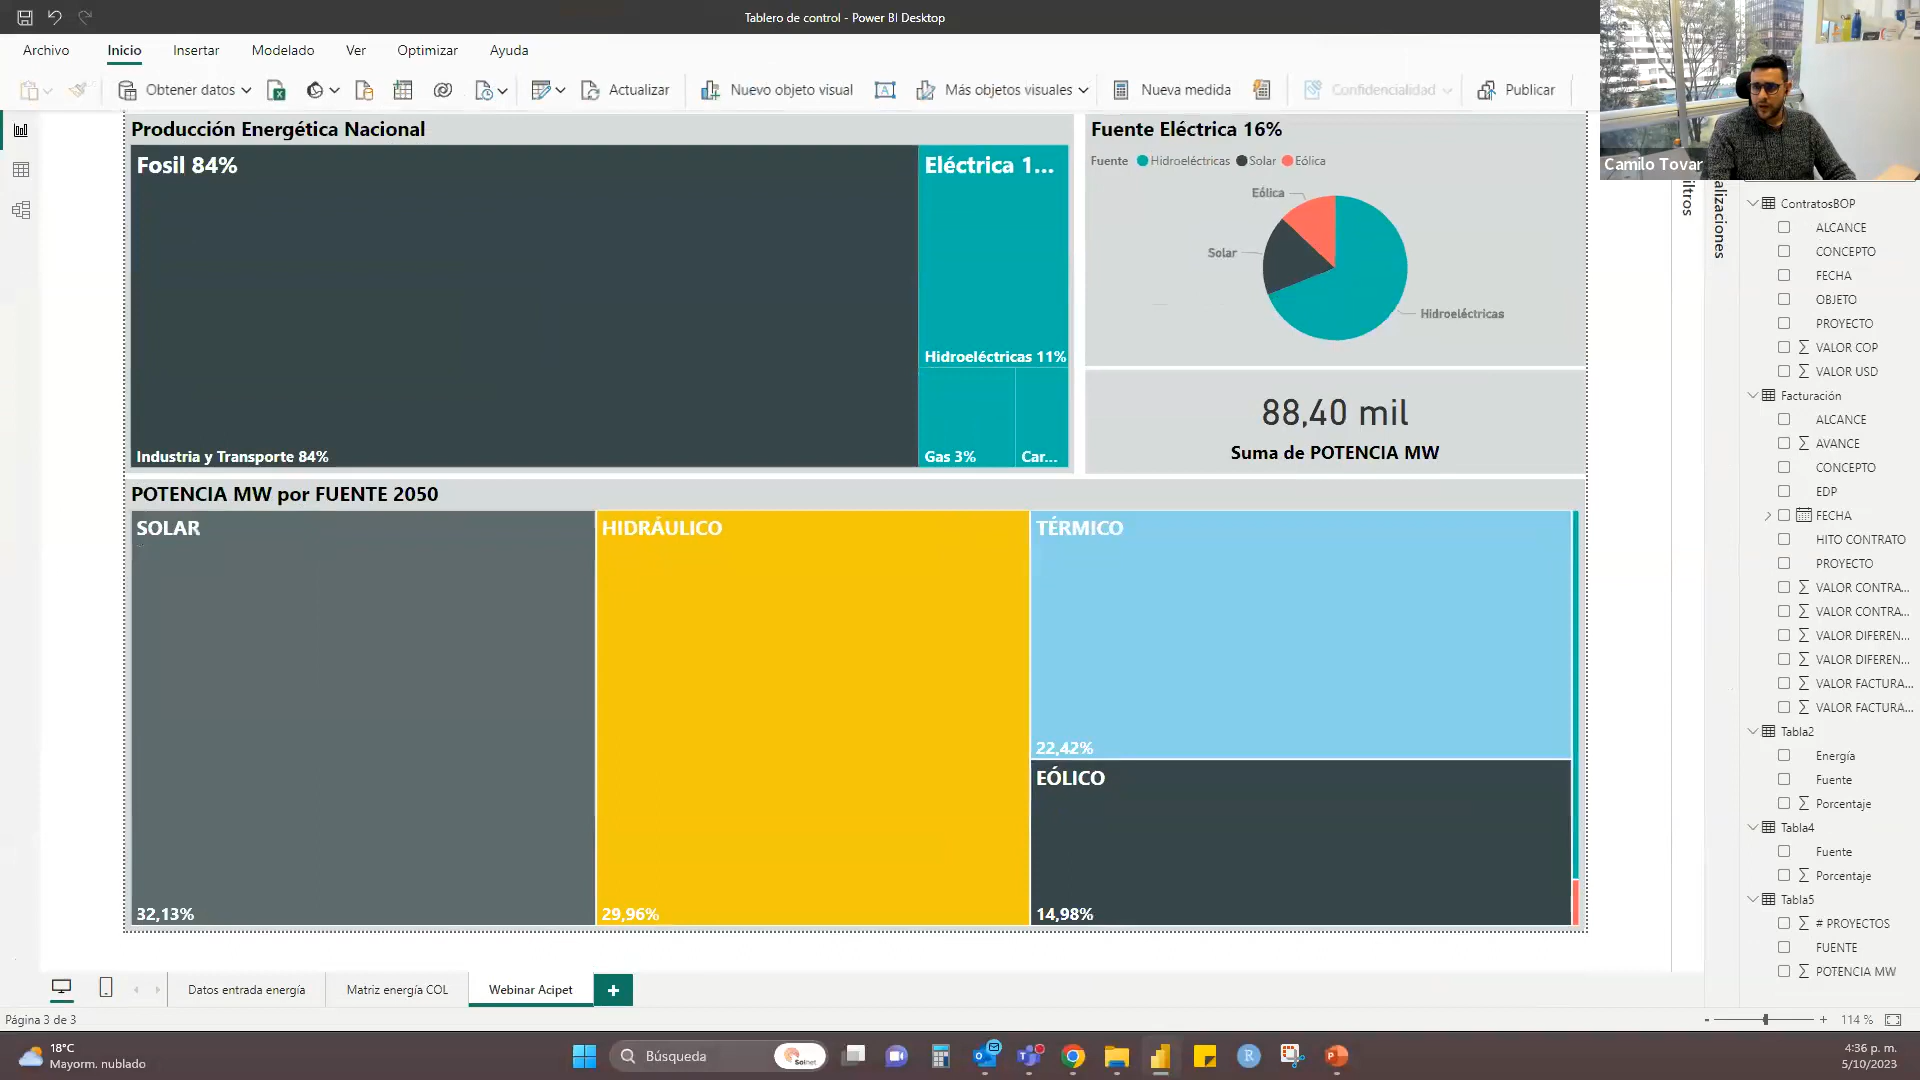 Tablero de control - Power BI Desktop
Archivo
Inicio
Insertar
Modelado
Ver
Optimizar
Ayuda
Obtener datos
Actualizar
Nuevo objeto visual
Más objetos visuales
Nueva medida
Confidencialidad
Publicar
Camilo Tovar
Producción Energética Nacional
Fosil 84%
Industria y Transporte 84%
Eléctrica 1...
Hidroeléctricas 11%
Gas 3%
Car...
Fuente Eléctrica 16%
Fuente Hidroeléctricas Solar Eólica
Eólica
Solar
Hidroeléctricas
88,40 mil
Suma de POTENCIA MW
POTENCIA MW por FUENTE 2050
SOLAR
32,13%
HIDRÁULICO
29,96%
TÉRMICO
22,42%
EÓLICO
14,98%
iltros
alizaciones
ContratosBOP
ALCANCE
CONCEPTO
FECHA
OBJETO
PROYECTO
VALOR COP
VALOR USD
Facturación
ALCANCE
AVANCE
CONCEPTO
EDP
FECHA
HITO CONTRATO
PROYECTO
VALOR CONTRA...
VALOR CONTRA...
VALOR DIFEREN...
VALOR DIFEREN...
VALOR FACTURA...
VALOR FACTURA...
Tabla2
Energía
Fuente
Porcentaje
Tabla4
Fuente
Porcentaje
Tabla5
# PROYECTOS
FUENTE
POTENCIA MW
Datos entrada energía
Matriz energía COL
Webinar Acipet
Página 3 de 3
114 %
18°C
Mayorm. nublado
Búsqueda
4:36 p. m.
5/10/2023